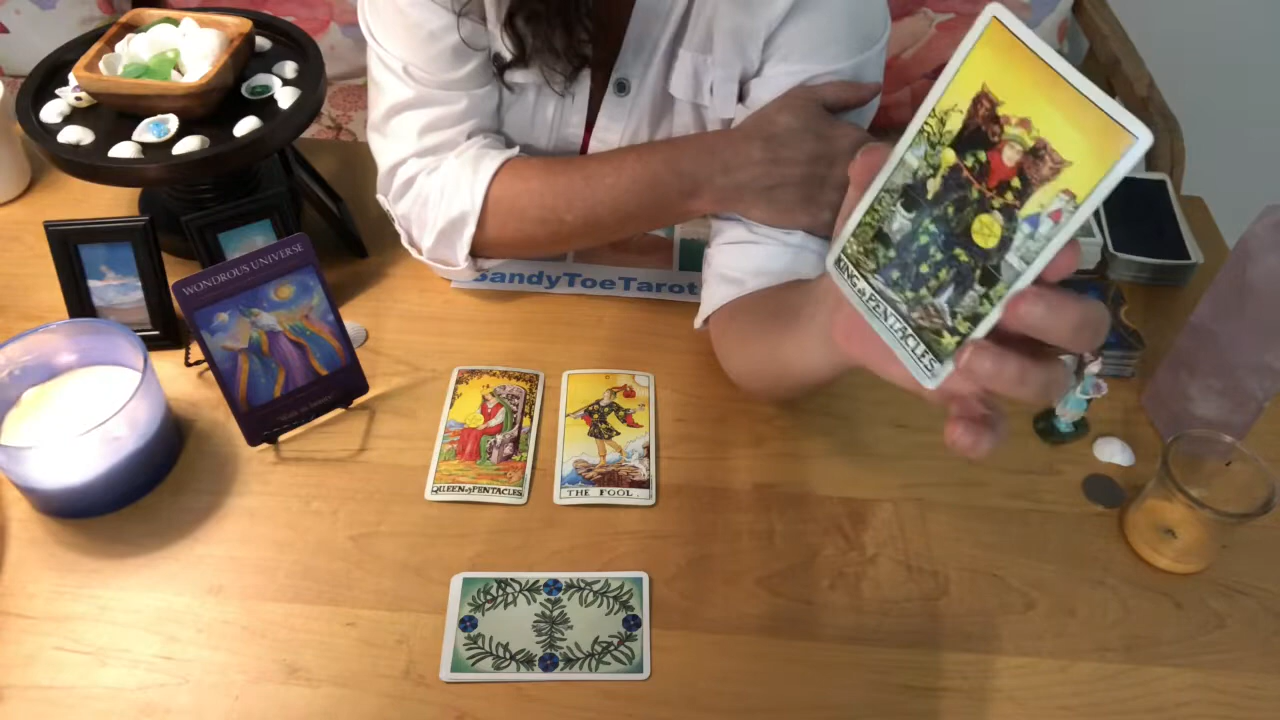 WONDROUS UNIVERSE
SandyToeTarot
KING of PENTACLES
QUEEN of PENTACLES
THE FOOL.